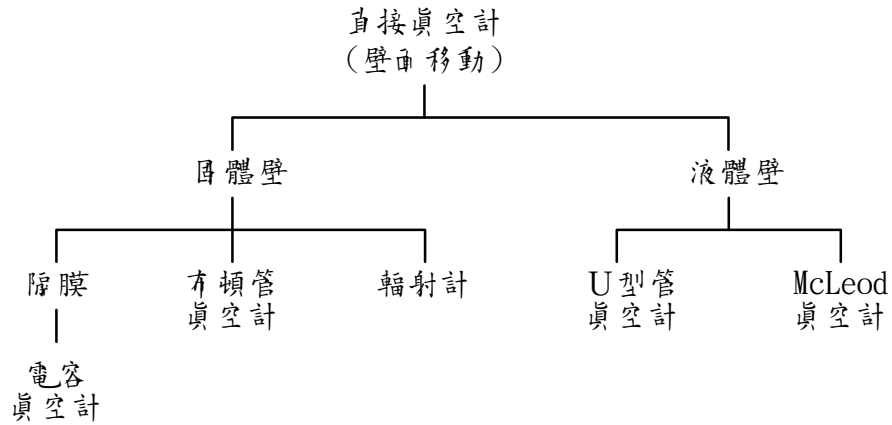 直接真空計
(壁面移動)
固體壁
液體壁
隔膜
布頓管
真空計
輻射計
U型管
真空計
McLeod
真空計
電容
真空計